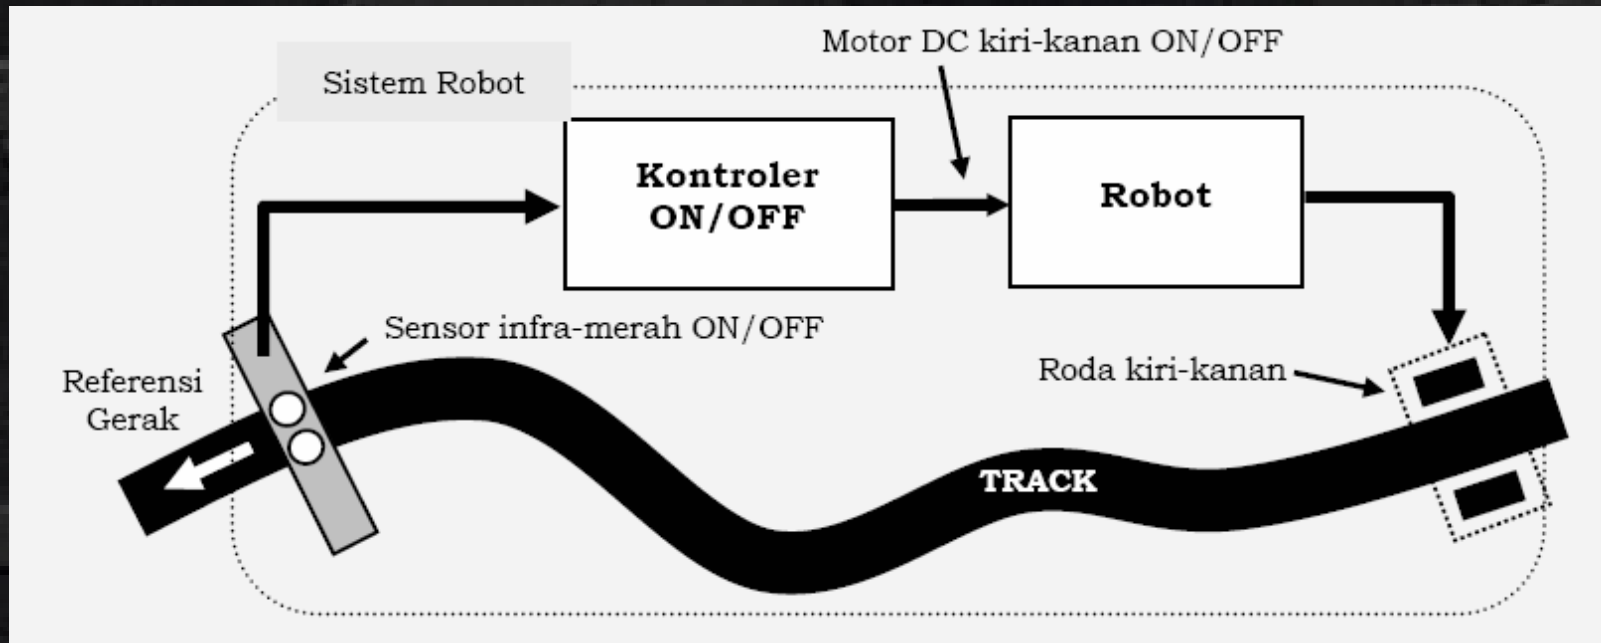 Motor DC kiri-kanan ON/OFF
Sistem Robot
Kontroler
ON/OFF
Robot
Sensor infra-merah ON/OFF
Referensi
Gerak
Roda kiri-kanan
TRACK